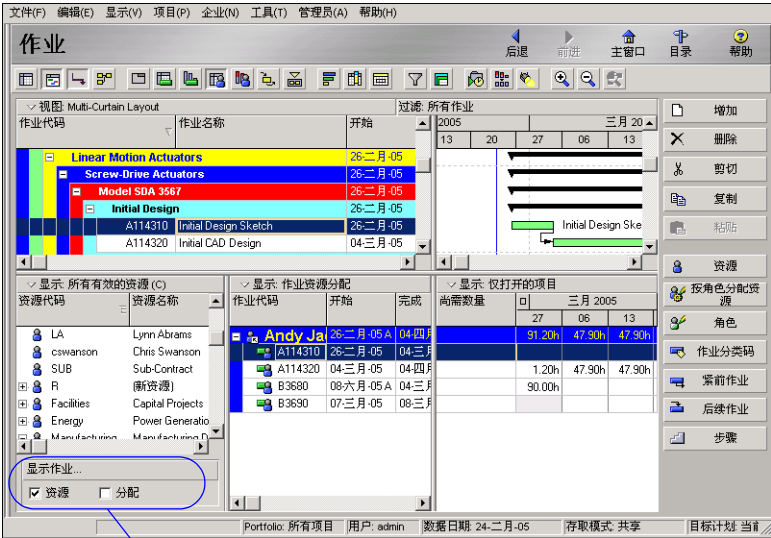 文件(F) 编辑(E) 显示(V) 项目(P) 企业(N) 工具(T) 管理员(A) 帮助(H)
作业
后退 前进 主窗口 目录 帮助
视图: Multi-Curtain Layout 过滤: 所有作业
作业代码 作业名称 开始 2005 三月 20
13 20 27 06 13
Linear Motion Actuators 26-二月-05
Screw-Drive Actuators 26-二月-05
Model SDA 3567 26-二月-05
Initial Design 26-二月-05
A114310 Initial Design Sketch 26-二月-05 Initial Design Ske
A114320 Initial CAD Design 04-三月-05
显示: 所有有效的资源 (C) 显示: 作业资源分配 显示: 仅打开的项目
资源代码 资源名称 作业代码 开始 完成 尚需数量 三月 2005
27 06 13
LA Lynn Abrams
cswanson Chris Swanson
SUB Sub-Contract
R (新资源)
Facilities Capital Projects
Energy Power Generatio
Manufacturing Manufacturing D
Andy Ja 26-二月-05 A 04-四月 91.20h 47.90h 47.90h
A114310 26-二月-05 04-三月
A114320 04-三月-05 04-四月 1.20h 47.90h 47.90h
B3680 08-六月-05 A 04-三月 90.00h
B3690 07-三月-05 08-三月
显示作业...
资源 分配
增加
删除
剪切
复制
粘贴
资源
按角色分配资源
角色
作业分类码
紧前作业
后续作业
步骤
Portfolio: 所有项目 用户: admin 数据日期: 24-二月-05 存取模式: 共享 目标计划: 当前